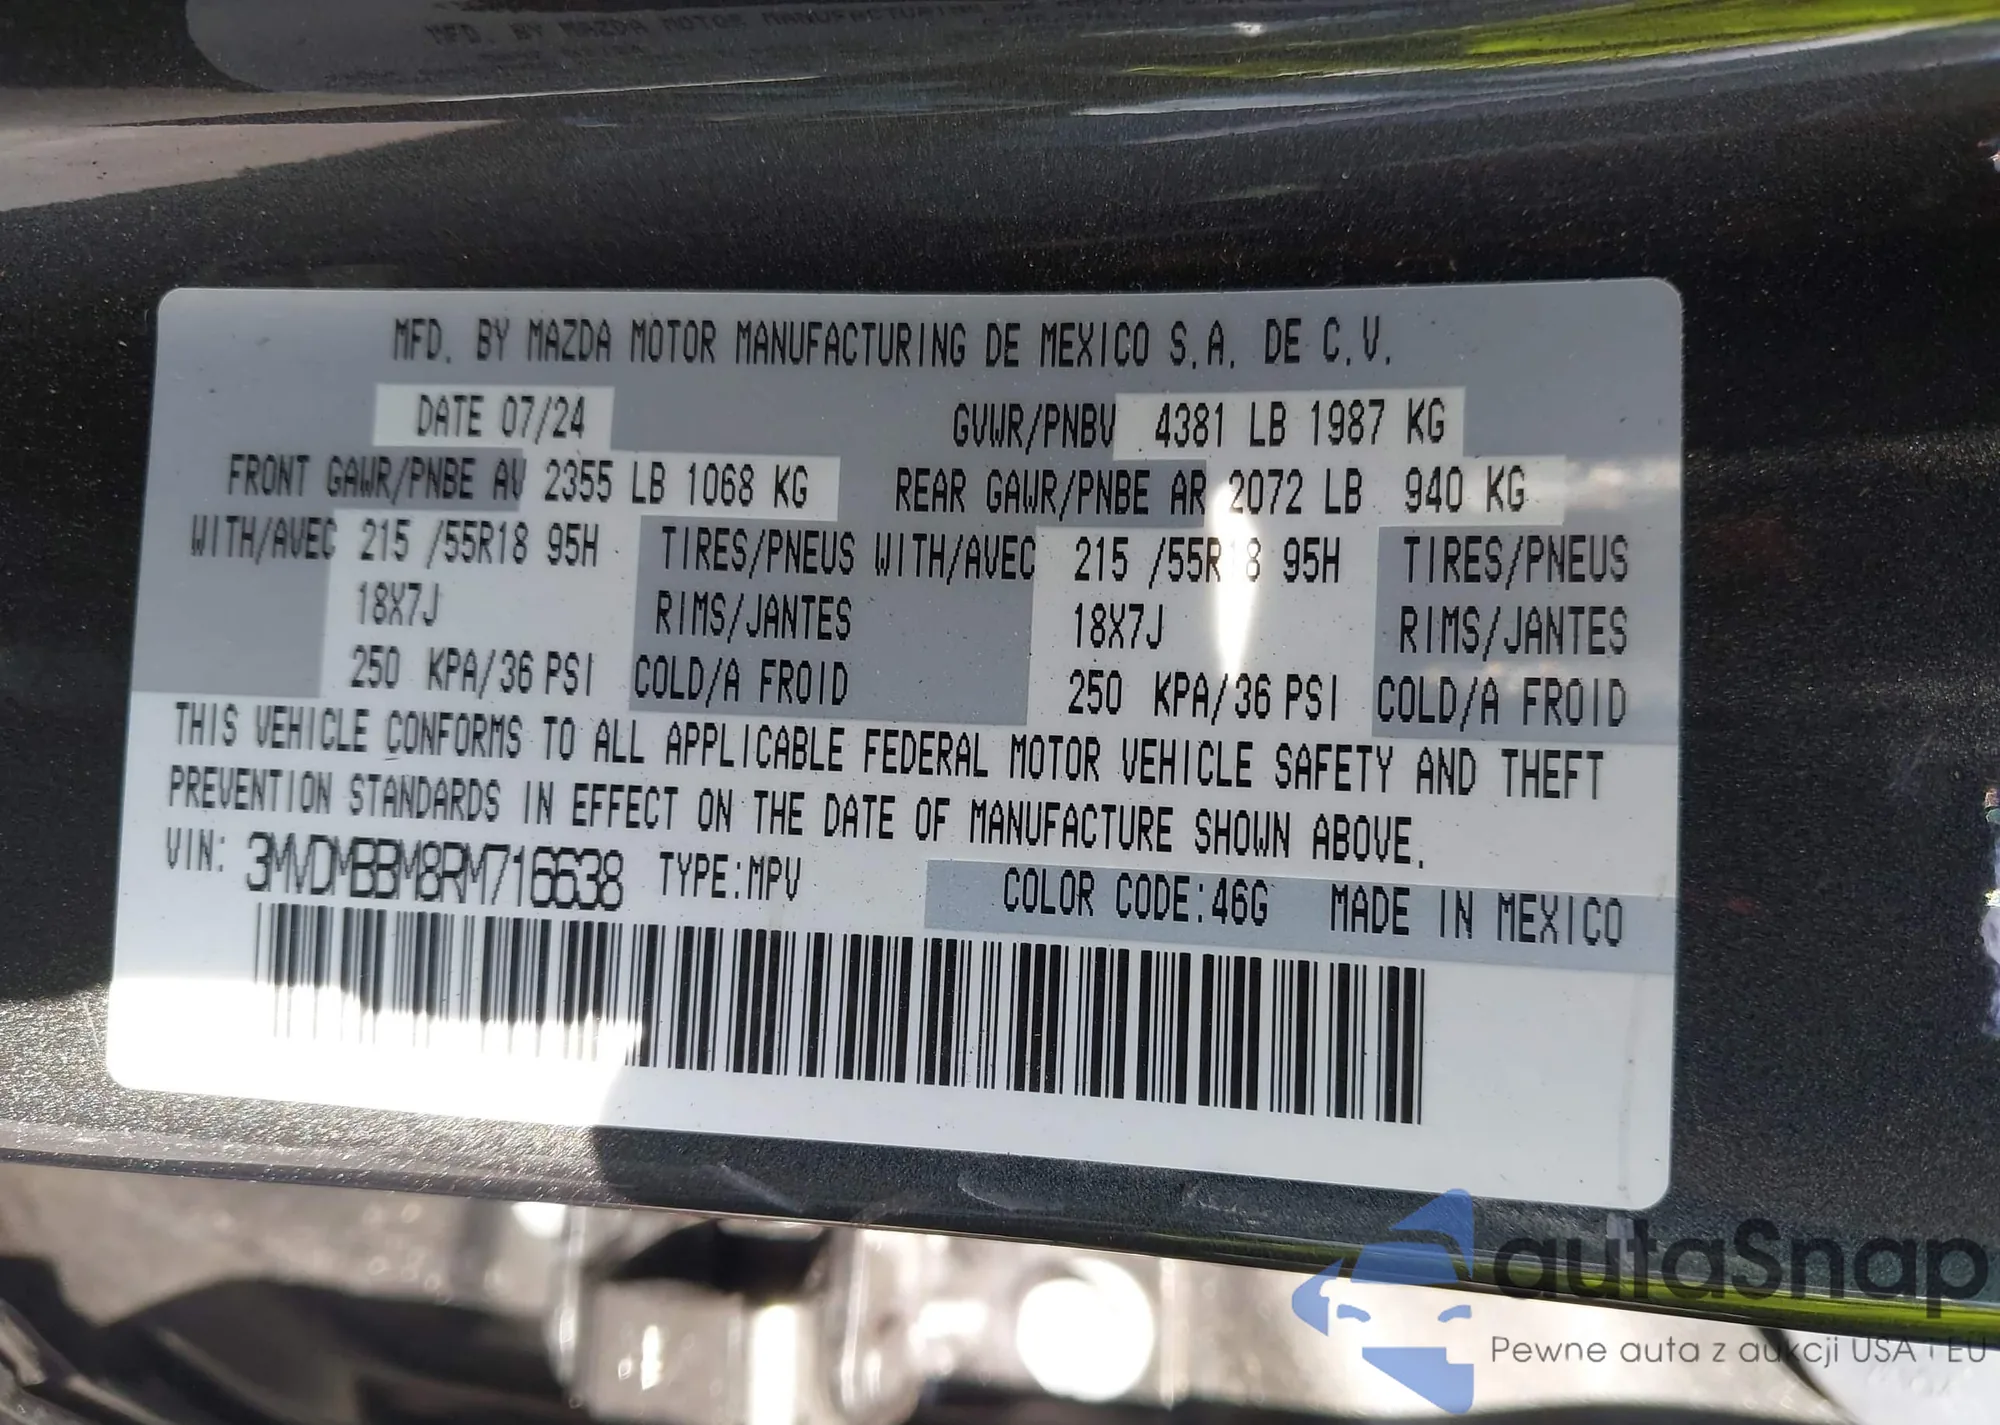 MFD. BY MAZDA MOTOR MANUFACTURING DE MEXICO S.A. DE C.V.
DATE 07/24 GVWR/PNBV 4381 LB 1987 KG
FRONT GAWR/PNBE AV 2355 LB 1068 KG REAR GAWR/PNBE AR 2072 LB 940 KG
WITH/AVEC 215 /55R18 95H TIRES/PNEUS WITH/AVEC 215 /55R18 95H TIRES/PNEUS
18X7J RIMS/JANTES 18X7J RIMS/JANTES
250 KPA/36 PSI COLD/A FROID 250 KPA/36 PSI COLD/A FROID
THIS VEHICLE CONFORMS TO ALL APPLICABLE FEDERAL MOTOR VEHICLE SAFETY AND THEFT
PREVENTION STANDARDS IN EFFECT ON THE DATE OF MANUFACTURE SHOWN ABOVE.
VIN: 3MVDMBBM8RM716638 TYPE:MPV COLOR CODE:46G MADE IN MEXICO
autaSnap
Pewne auta z aukcji USA i EU